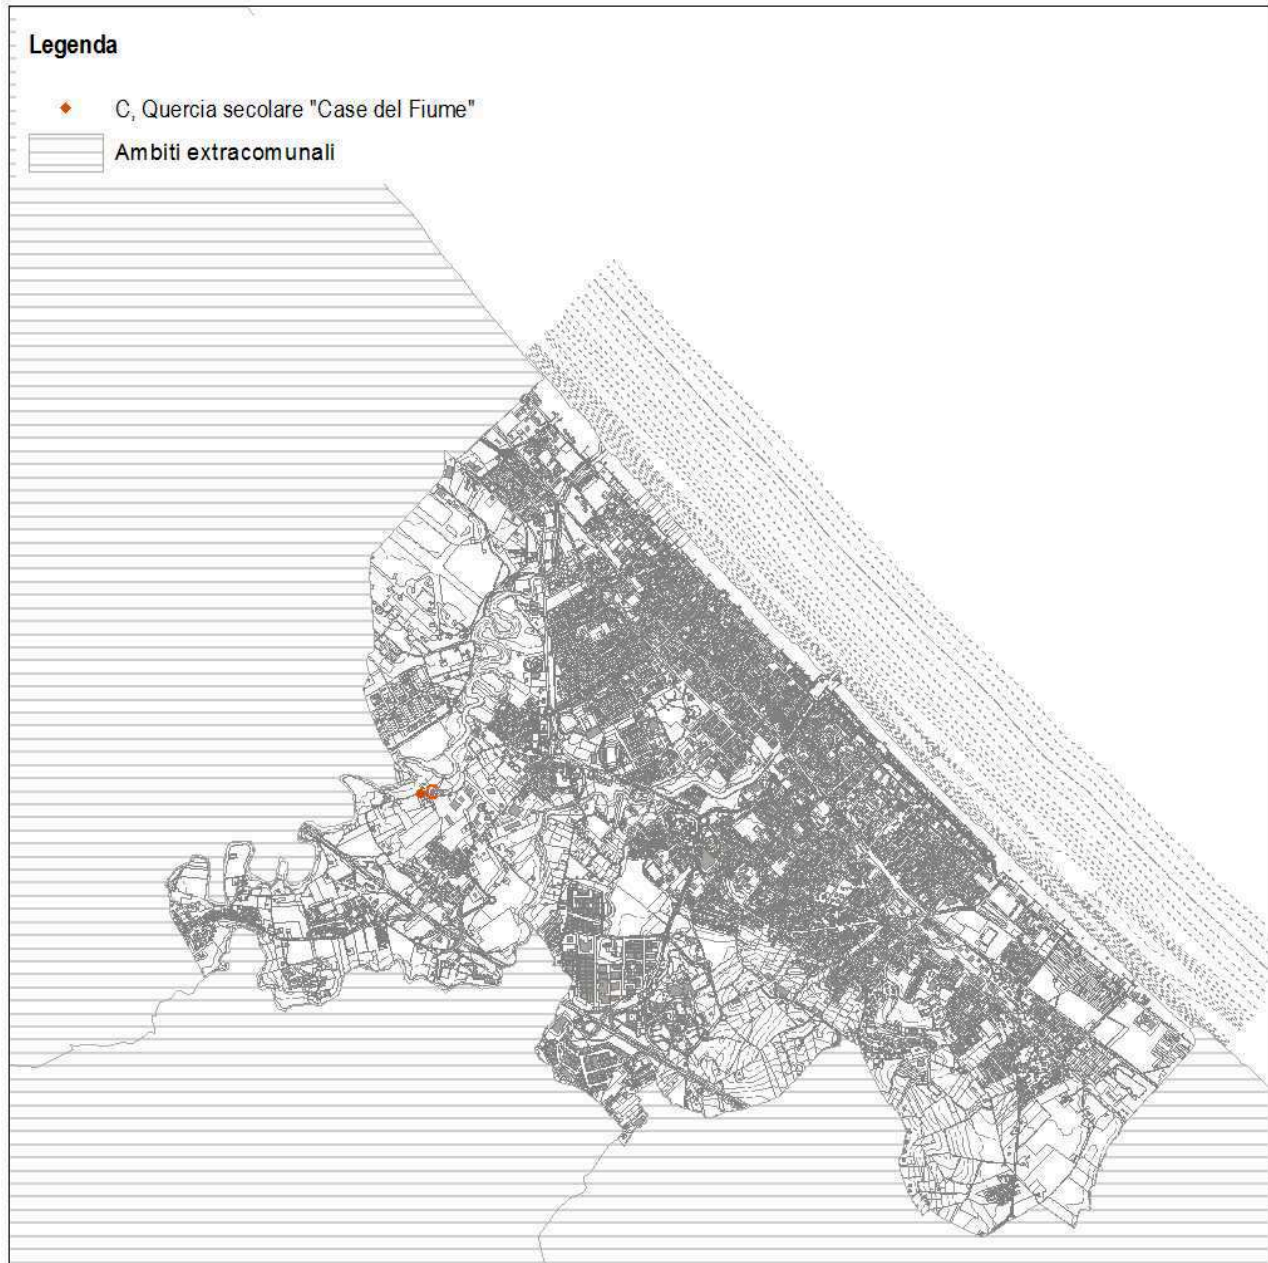 Legenda
C, Quercia secolare "Case del Fiume"
Ambiti extracomunali
C